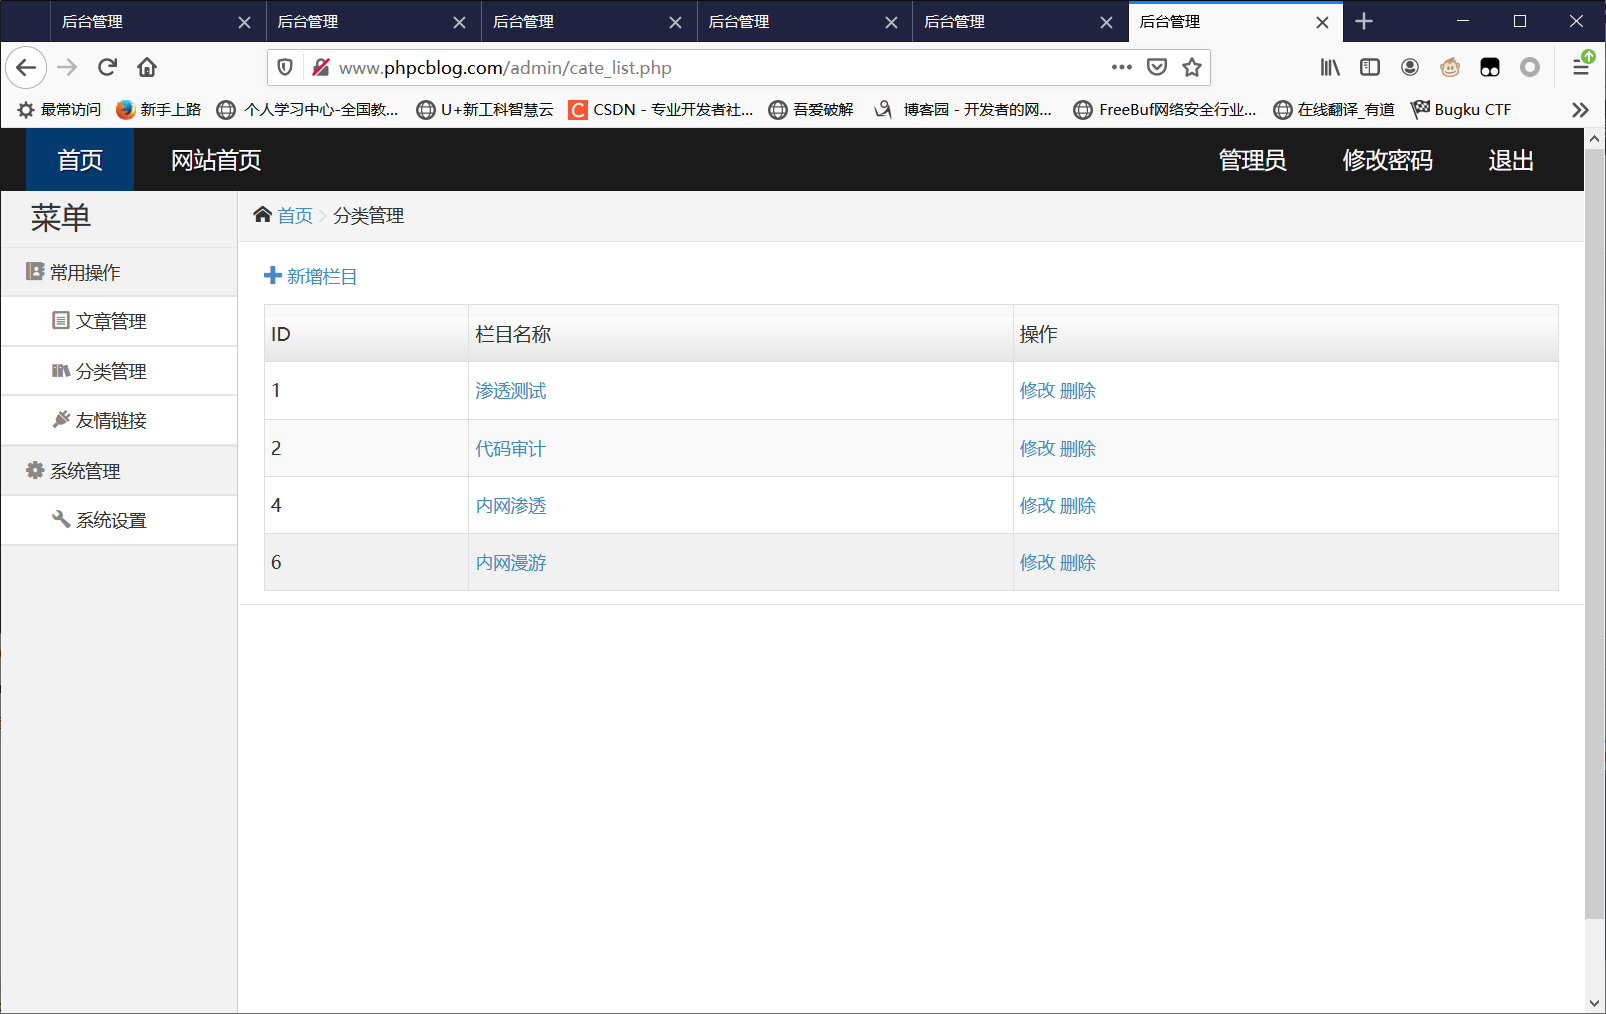 后台管理 后台管理 后台管理 后台管理 后台管理 后台管理
www.phpcblog.com/admin/cate_list.php
最常访问 新手上路 个人学习中心-全国教... U+新工科智慧云 CSDN - 专业开发者社... 吾爱破解 博客园 - 开发者的网... FreeBuf网络安全行业... 在线翻译_有道 Bugku CTF
首页 网站首页 管理员 修改密码 退出
菜单
常用操作
文章管理
分类管理
友情链接
系统管理
系统设置
首页 > 分类管理
新增栏目
ID 栏目名称 操作
1 渗透测试 修改 删除
2 代码审计 修改 删除
4 内网渗透 修改 删除
6 内网漫游 修改 删除